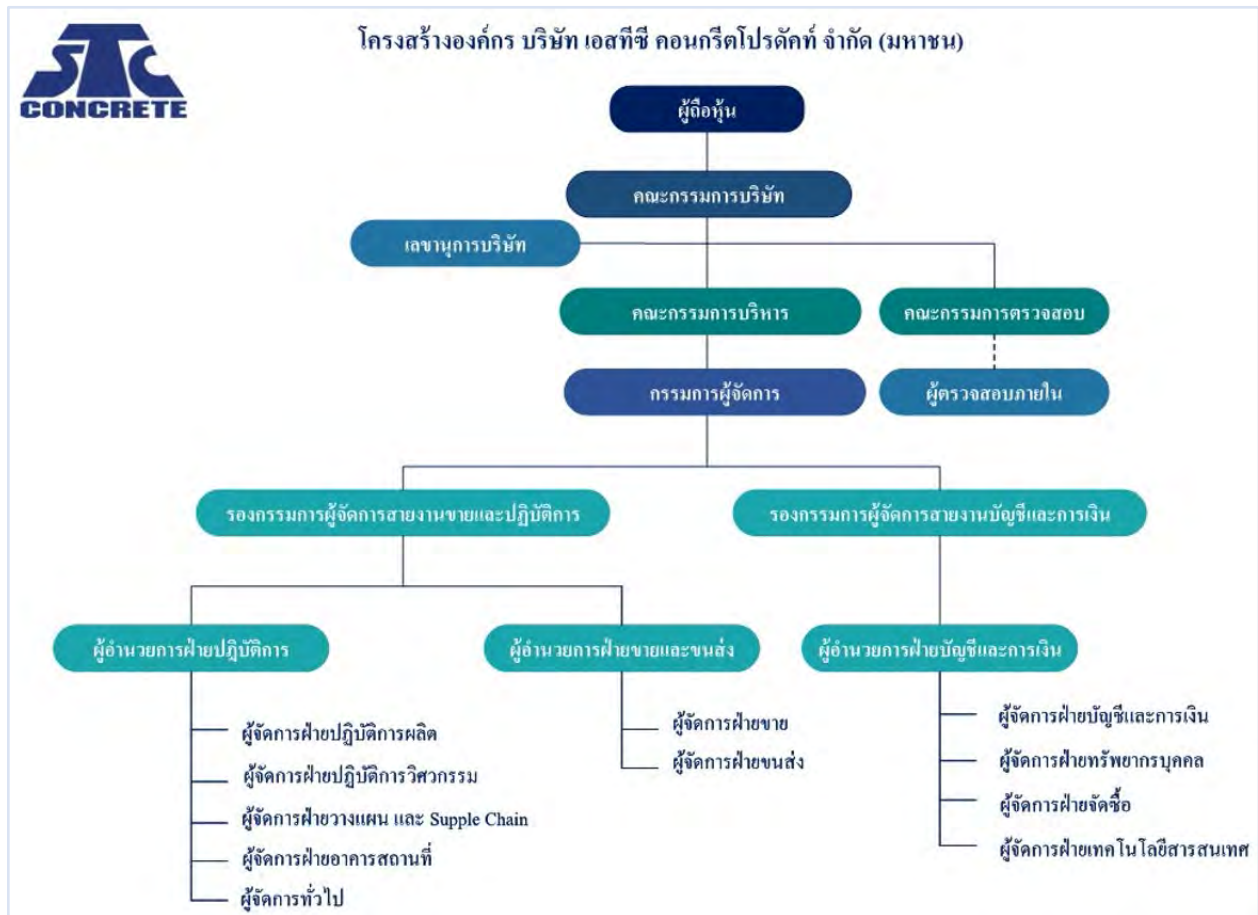 STC
CONCRETE
โครงสร้างองค์กร บริษัท เอสทีซี คอนกรีตโปรดัคท์ จำกัด (มหาชน)
ผู้ถือหุ้น
คณะกรรมการบริษัท
เลขานุการบริษัท
คณะกรรมการบริหาร
คณะกรรมการตรวจสอบ
กรรมการผู้จัดการ
ผู้ตรวจสอบภายใน
รองกรรมการผู้จัดการสายงานขายและปฏิบัติการ
รองกรรมการผู้จัดการสายงานบัญชีและการเงิน
ผู้อำนวยการฝ่ายปฏิบัติการ
ผู้อำนวยการฝ่ายขายและขนส่ง
ผู้อำนวยการฝ่ายบัญชีและการเงิน
ผู้จัดการฝ่ายปฏิบัติการผลิต
ผู้จัดการฝ่ายปฏิบัติการวิศวกรรม
ผู้จัดการฝ่ายวางแผน และ Supple Chain
ผู้จัดการฝ่ายอาคารสถานที่
ผู้จัดการทั่วไป
ผู้จัดการฝ่ายขาย
ผู้จัดการฝ่ายขนส่ง
ผู้จัดการฝ่ายบัญชีและการเงิน
ผู้จัดการฝ่ายทรัพยากรบุคคล
ผู้จัดการฝ่ายจัดซื้อ
ผู้จัดการฝ่ายเทคโนโลยีสารสนเทศ